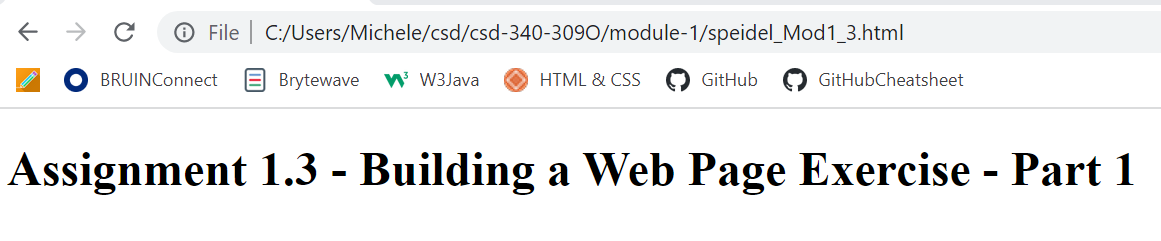 File | C:/Users/Michele/csd/csd-340-309O/module-1/speidel_Mod1_3.html
BRUINConnect Brytewave W3Java HTML & CSS GitHub GitHubCheatsheet
Assignment 1.3 - Building a Web Page Exercise - Part 1